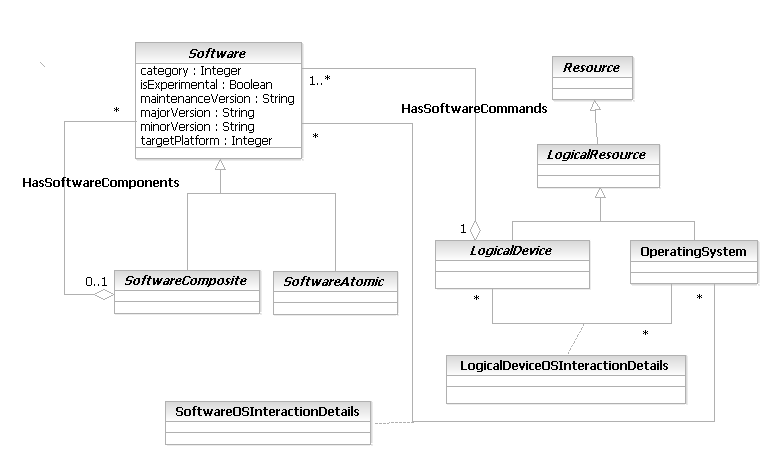 Software
category : Integer
isExperimental : Boolean
maintenanceVersion : String
majorVersion : String
minorVersion : String
targetPlatform : Integer
1..*
*
*
HasSoftwareCommands
Resource
LogicalResource
HasSoftwareComponents
1
LogicalDevice
OperatingSystem
0..1
SoftwareComposite
SoftwareAtomic
*
*
*
LogicalDeviceOSInteractionDetails
SoftwareOSInteractionDetails